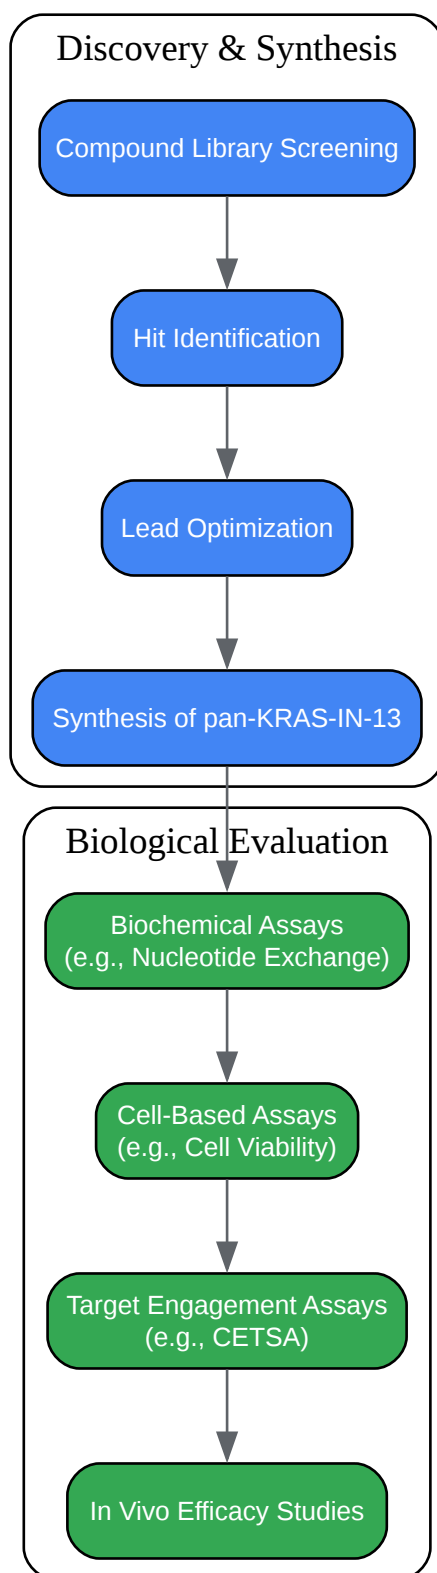 Discovery & Synthesis
Compound Library Screening
Hit Identification
Lead Optimization
Synthesis of pan-KRAS-IN-13
Biological Evaluation
Biochemical Assays
(e.g., Nucleotide Exchange)
Cell-Based Assays
(e.g., Cell Viability)
Target Engagement Assays
(e.g., CETSA)
In Vivo Efficacy Studies